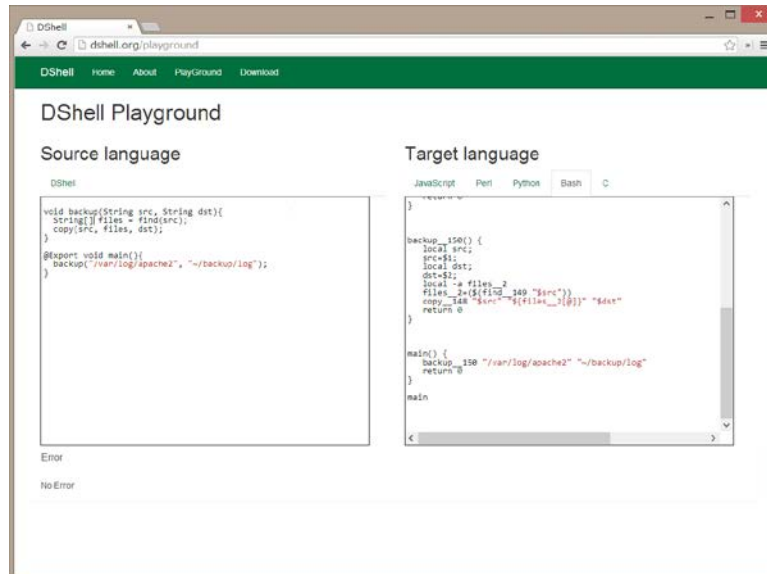 DShell
dshell.org/playground
DShell Home About PlayGround Download
DShell Playground
Source language
DShell
void backup(String src, String dst){
String[] files = find(src);
copy(src, files, dst);
}
@Export void main(){
backup("/var/log/apache2", "~/backup/log");
}
Target language
JavaScript Perl Python Bash C
return 0
}
backup__150() {
local src;
src=$1;
local dst;
dst=$2;
local -a files__2
files__2=($(find__149 "$src"))
copy__148 "$src" "${files__2[@]}" "$dst"
return 0
}
main() {
backup__150 "/var/log/apache2" "~/backup/log"
return 0
}
main
Error
No Error